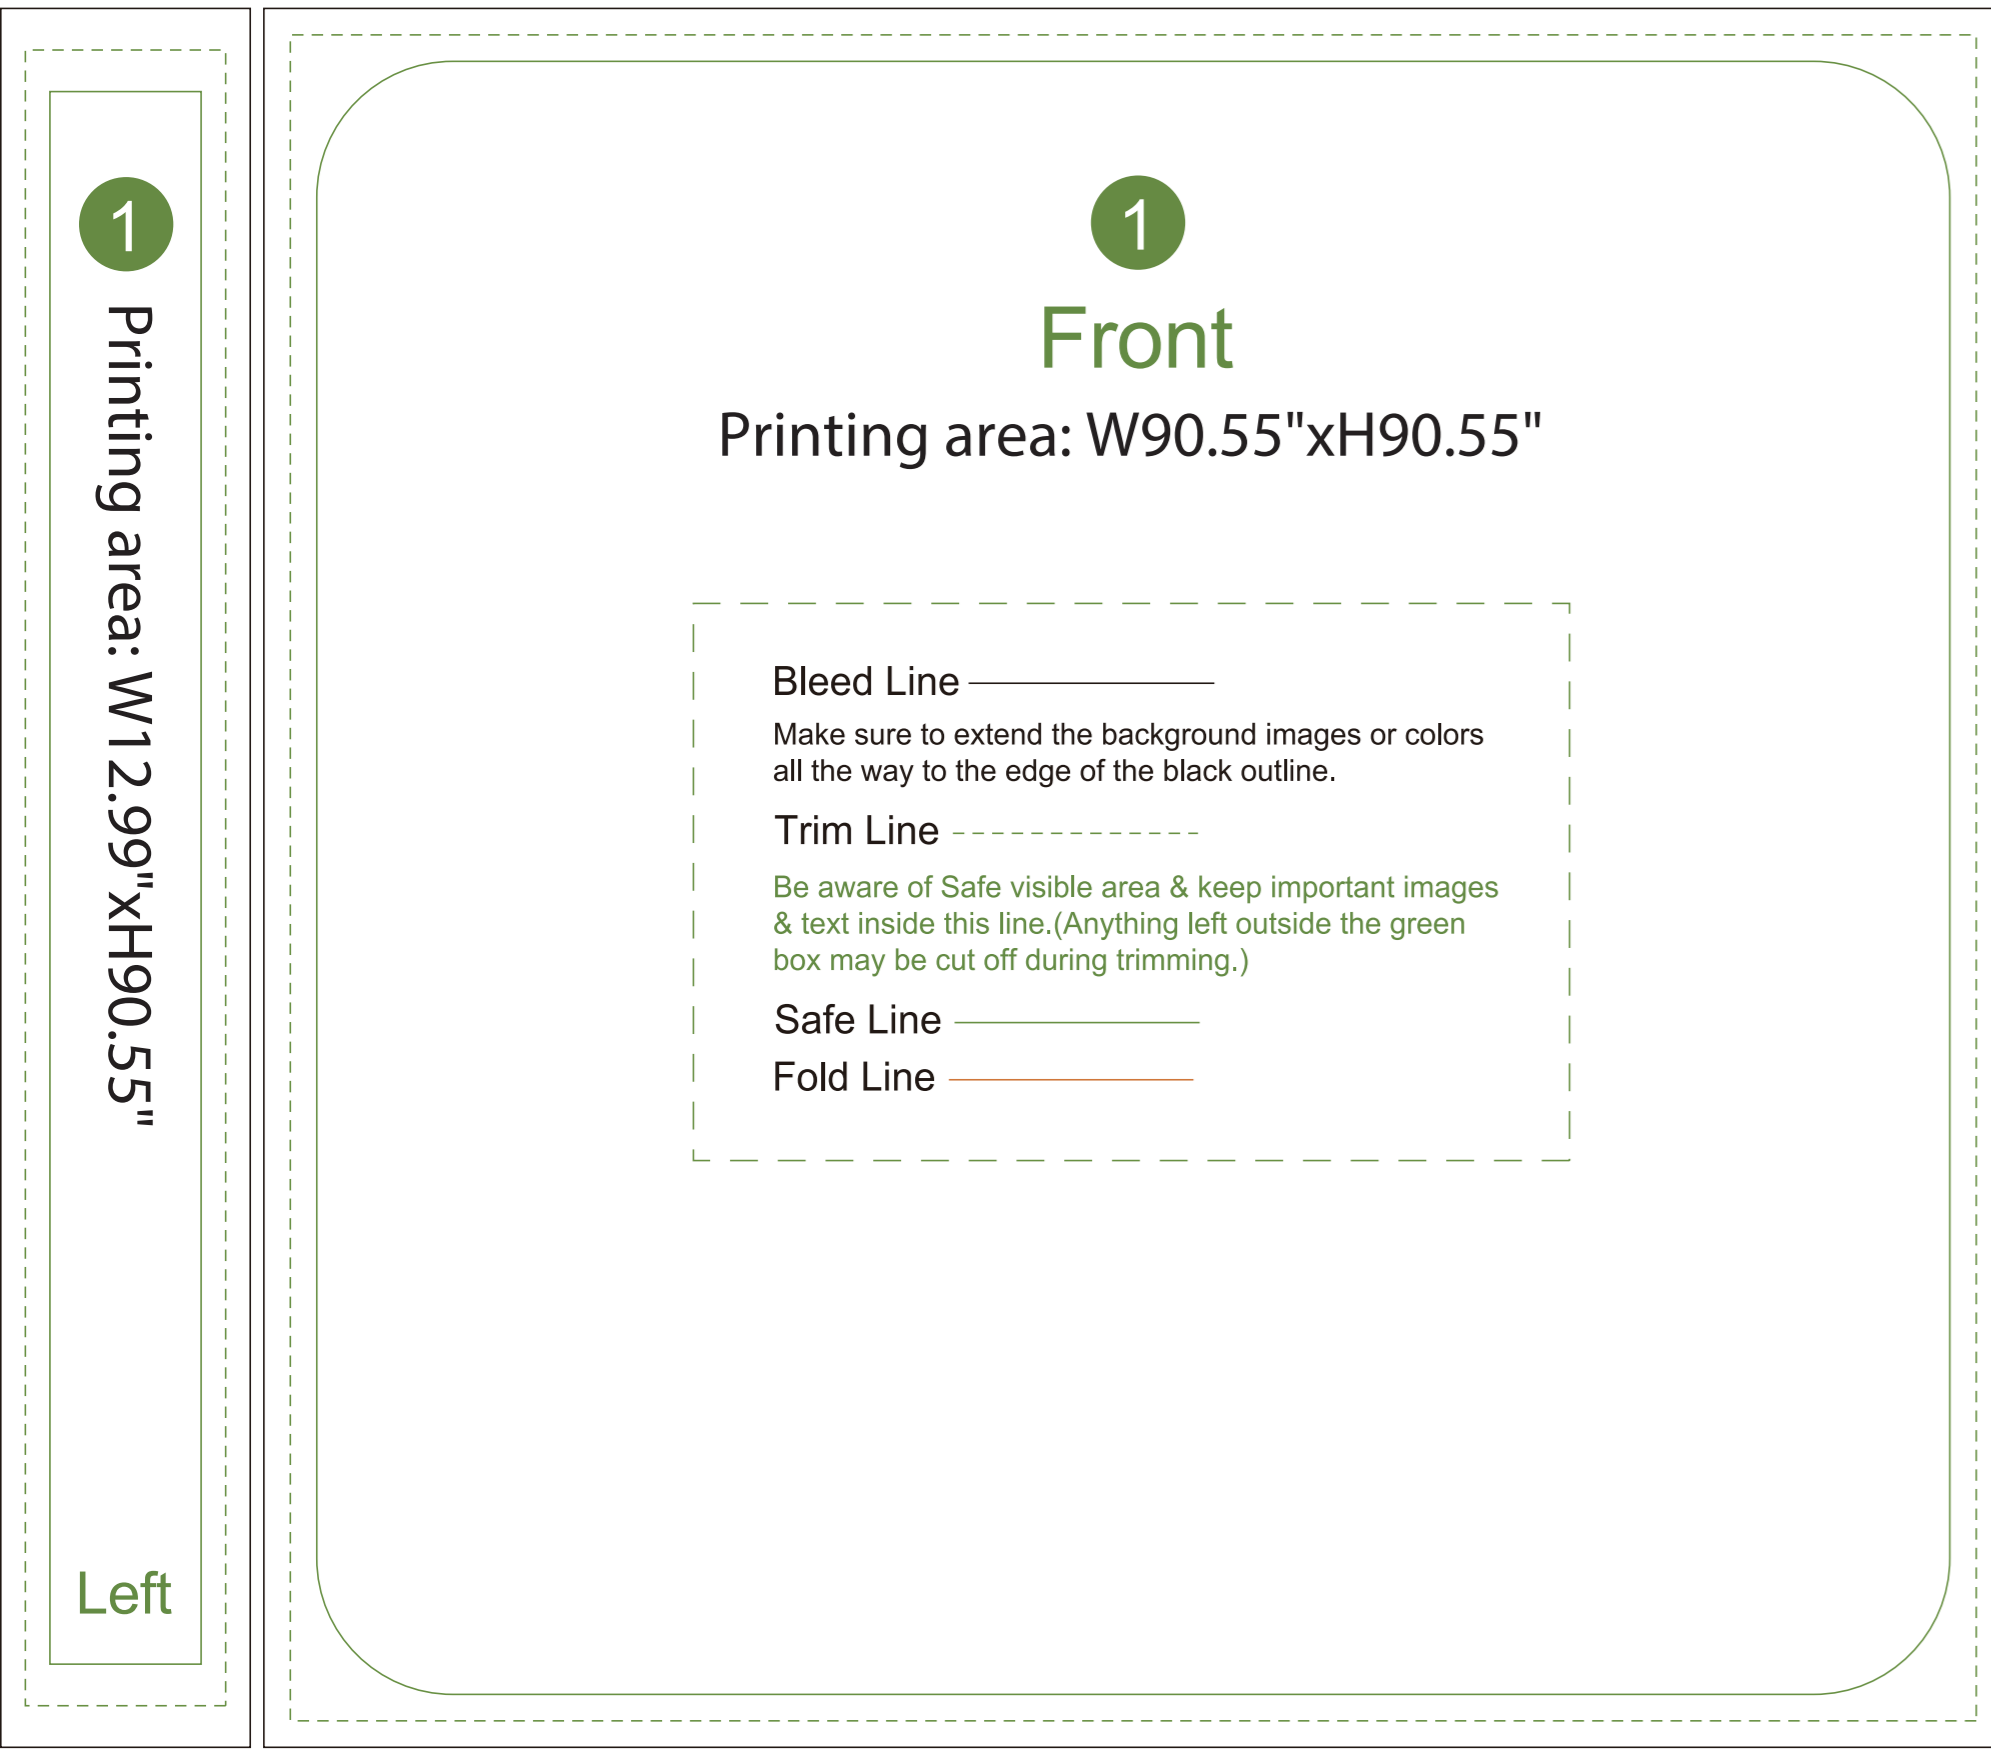 1
Printing area: W12.99"xH90.55"
Left
1
Front
Printing area: W90.55"xH90.55"
Bleed Line
Make sure to extend the background images or colors
all the way to the edge of the black outline.
Trim Line
Be aware of Safe visible area & keep important images
& text inside this line.(Anything left outside the green
box may be cut off during trimming.)
Safe Line
Fold Line